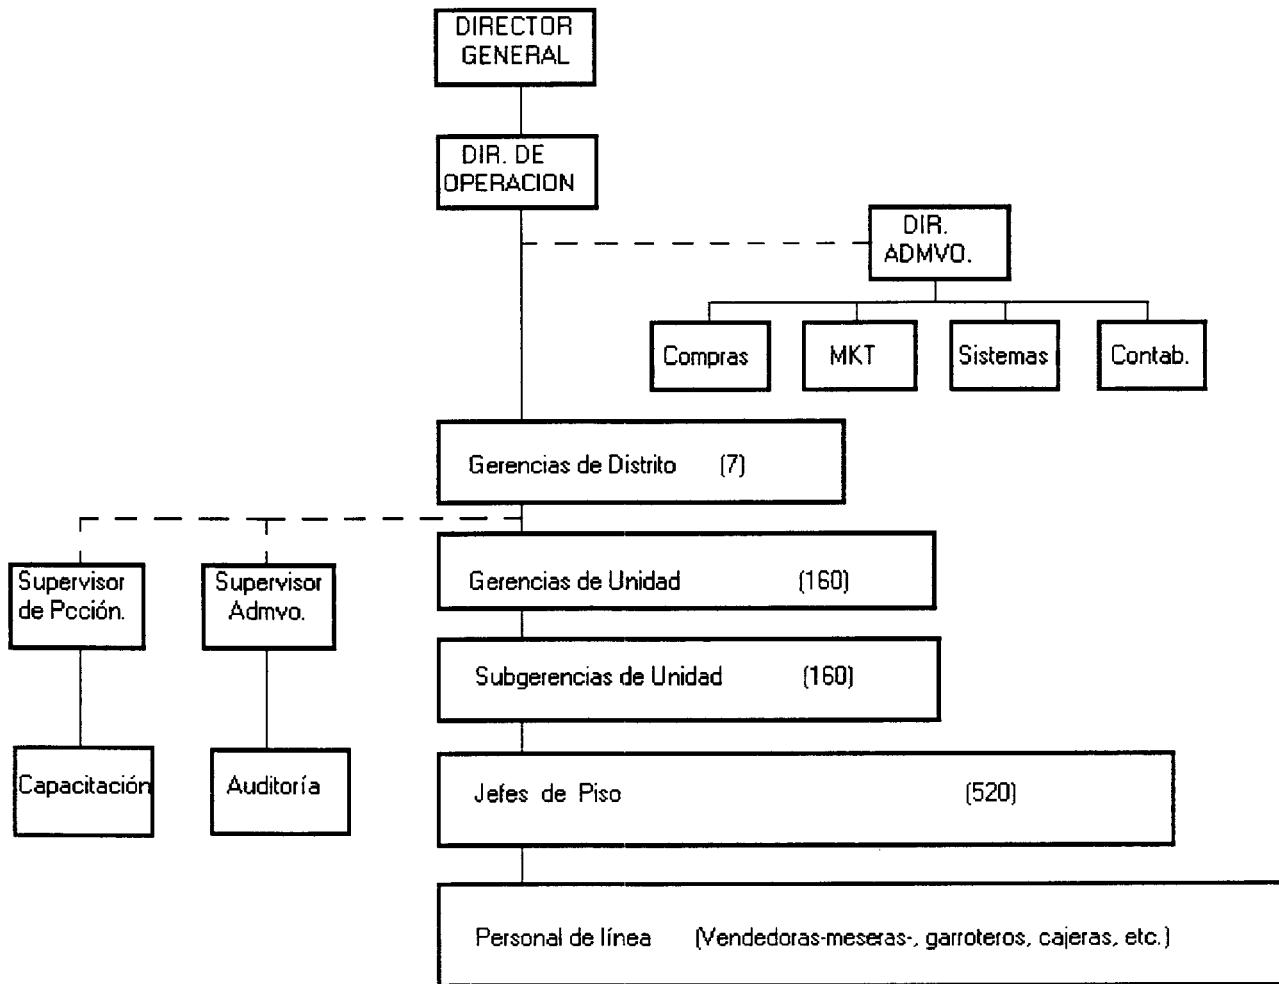 DIRECTOR
GENERAL
DIR. DE
OPERACION
DIR.
ADMVO.
Compras
MKT
Sistemas
Contab.
Gerencias de Distrito (7)
Supervisor
de Pcción.
Supervisor
Admvo.
Gerencias de Unidad (160)
Subgerencias de Unidad (160)
Capacitación
Auditoría
Jefes de Piso (520)
Personal de línea (Vendedoras-meseras-, garroteros, cajeras, etc.)